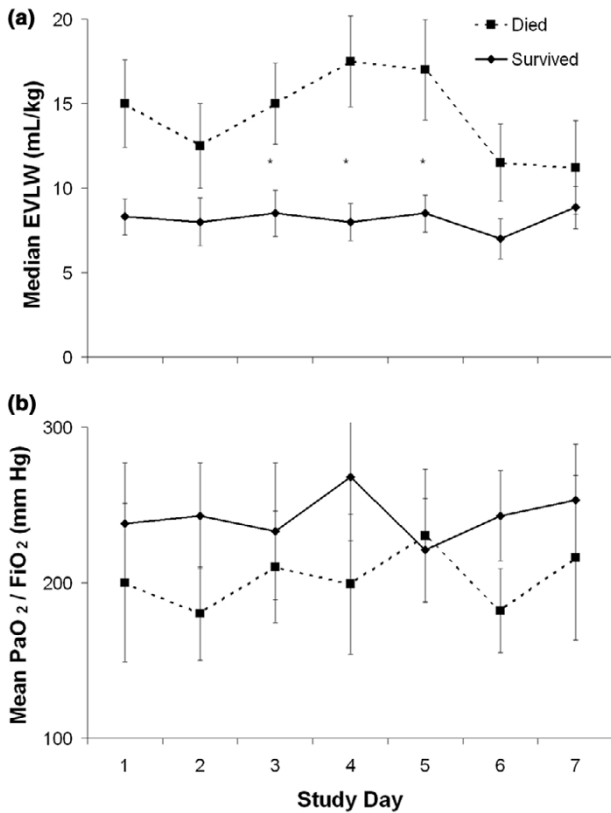 (a)
20
15
10
5
0
Median EVLW (mL/kg)
Died
Survived
* * *
(b)
300
200
100
Mean PaO2 / FiO2 (mm Hg)
1 2 3 4 5 6 7
Study Day